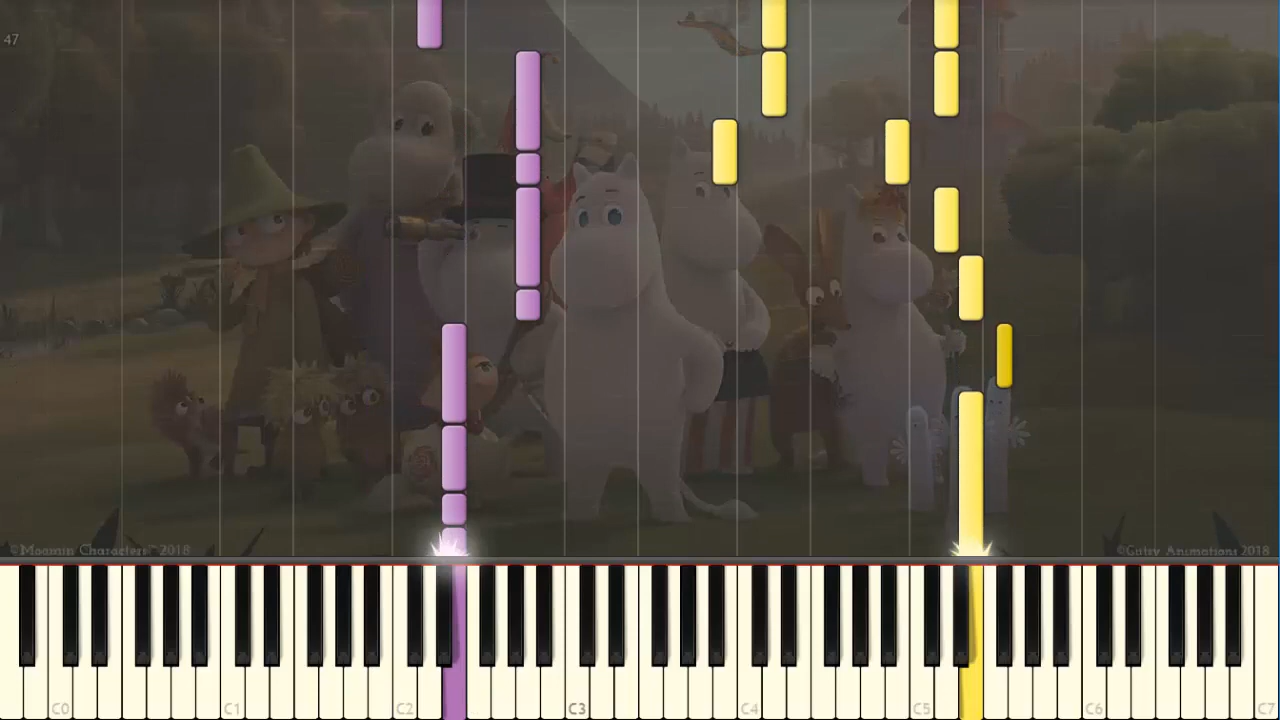 47
©Moomin Characters™ 2018
©Gutsy Animations 2018
C0
C1
C2
C3
C4
C5
C6
C7